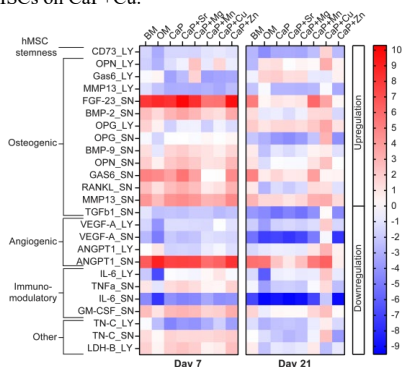 MSCs on CaP+Cu.
BM OM CaP CaP+Sr CaP+Mg CaP+Mn CaP+Cu CaP+Zn
BM OM CaP CaP+Sr CaP+Mg CaP+Mn CaP+Cu CaP+Zn
hMSC
stemness
CD73_LY
OPN_LY
Gas6_LY
MMP13_LY
FGF-23_SN
BMP-2_SN
OPG_LY
Osteogenic
OPG_SN
BMP-9_SN
OPN_SN
GAS6_SN
RANKL_SN
MMP13_SN
TGFb1_SN
VEGF-A_LY
Angiogenic
VEGF-A_SN
ANGPT1_LY
ANGPT1_SN
IL-6_LY
Immuno-
modulatory
TNFa_SN
IL-6_SN
GM-CSF_SN
TN-C_LY
Other
TN-C_SN
LDH-B_LY
Day 7
Day 21
Upregulation
Downregulation
10
9
8
7
6
5
4
3
2
1
0
-1
-2
-3
-4
-5
-6
-7
-8
-9